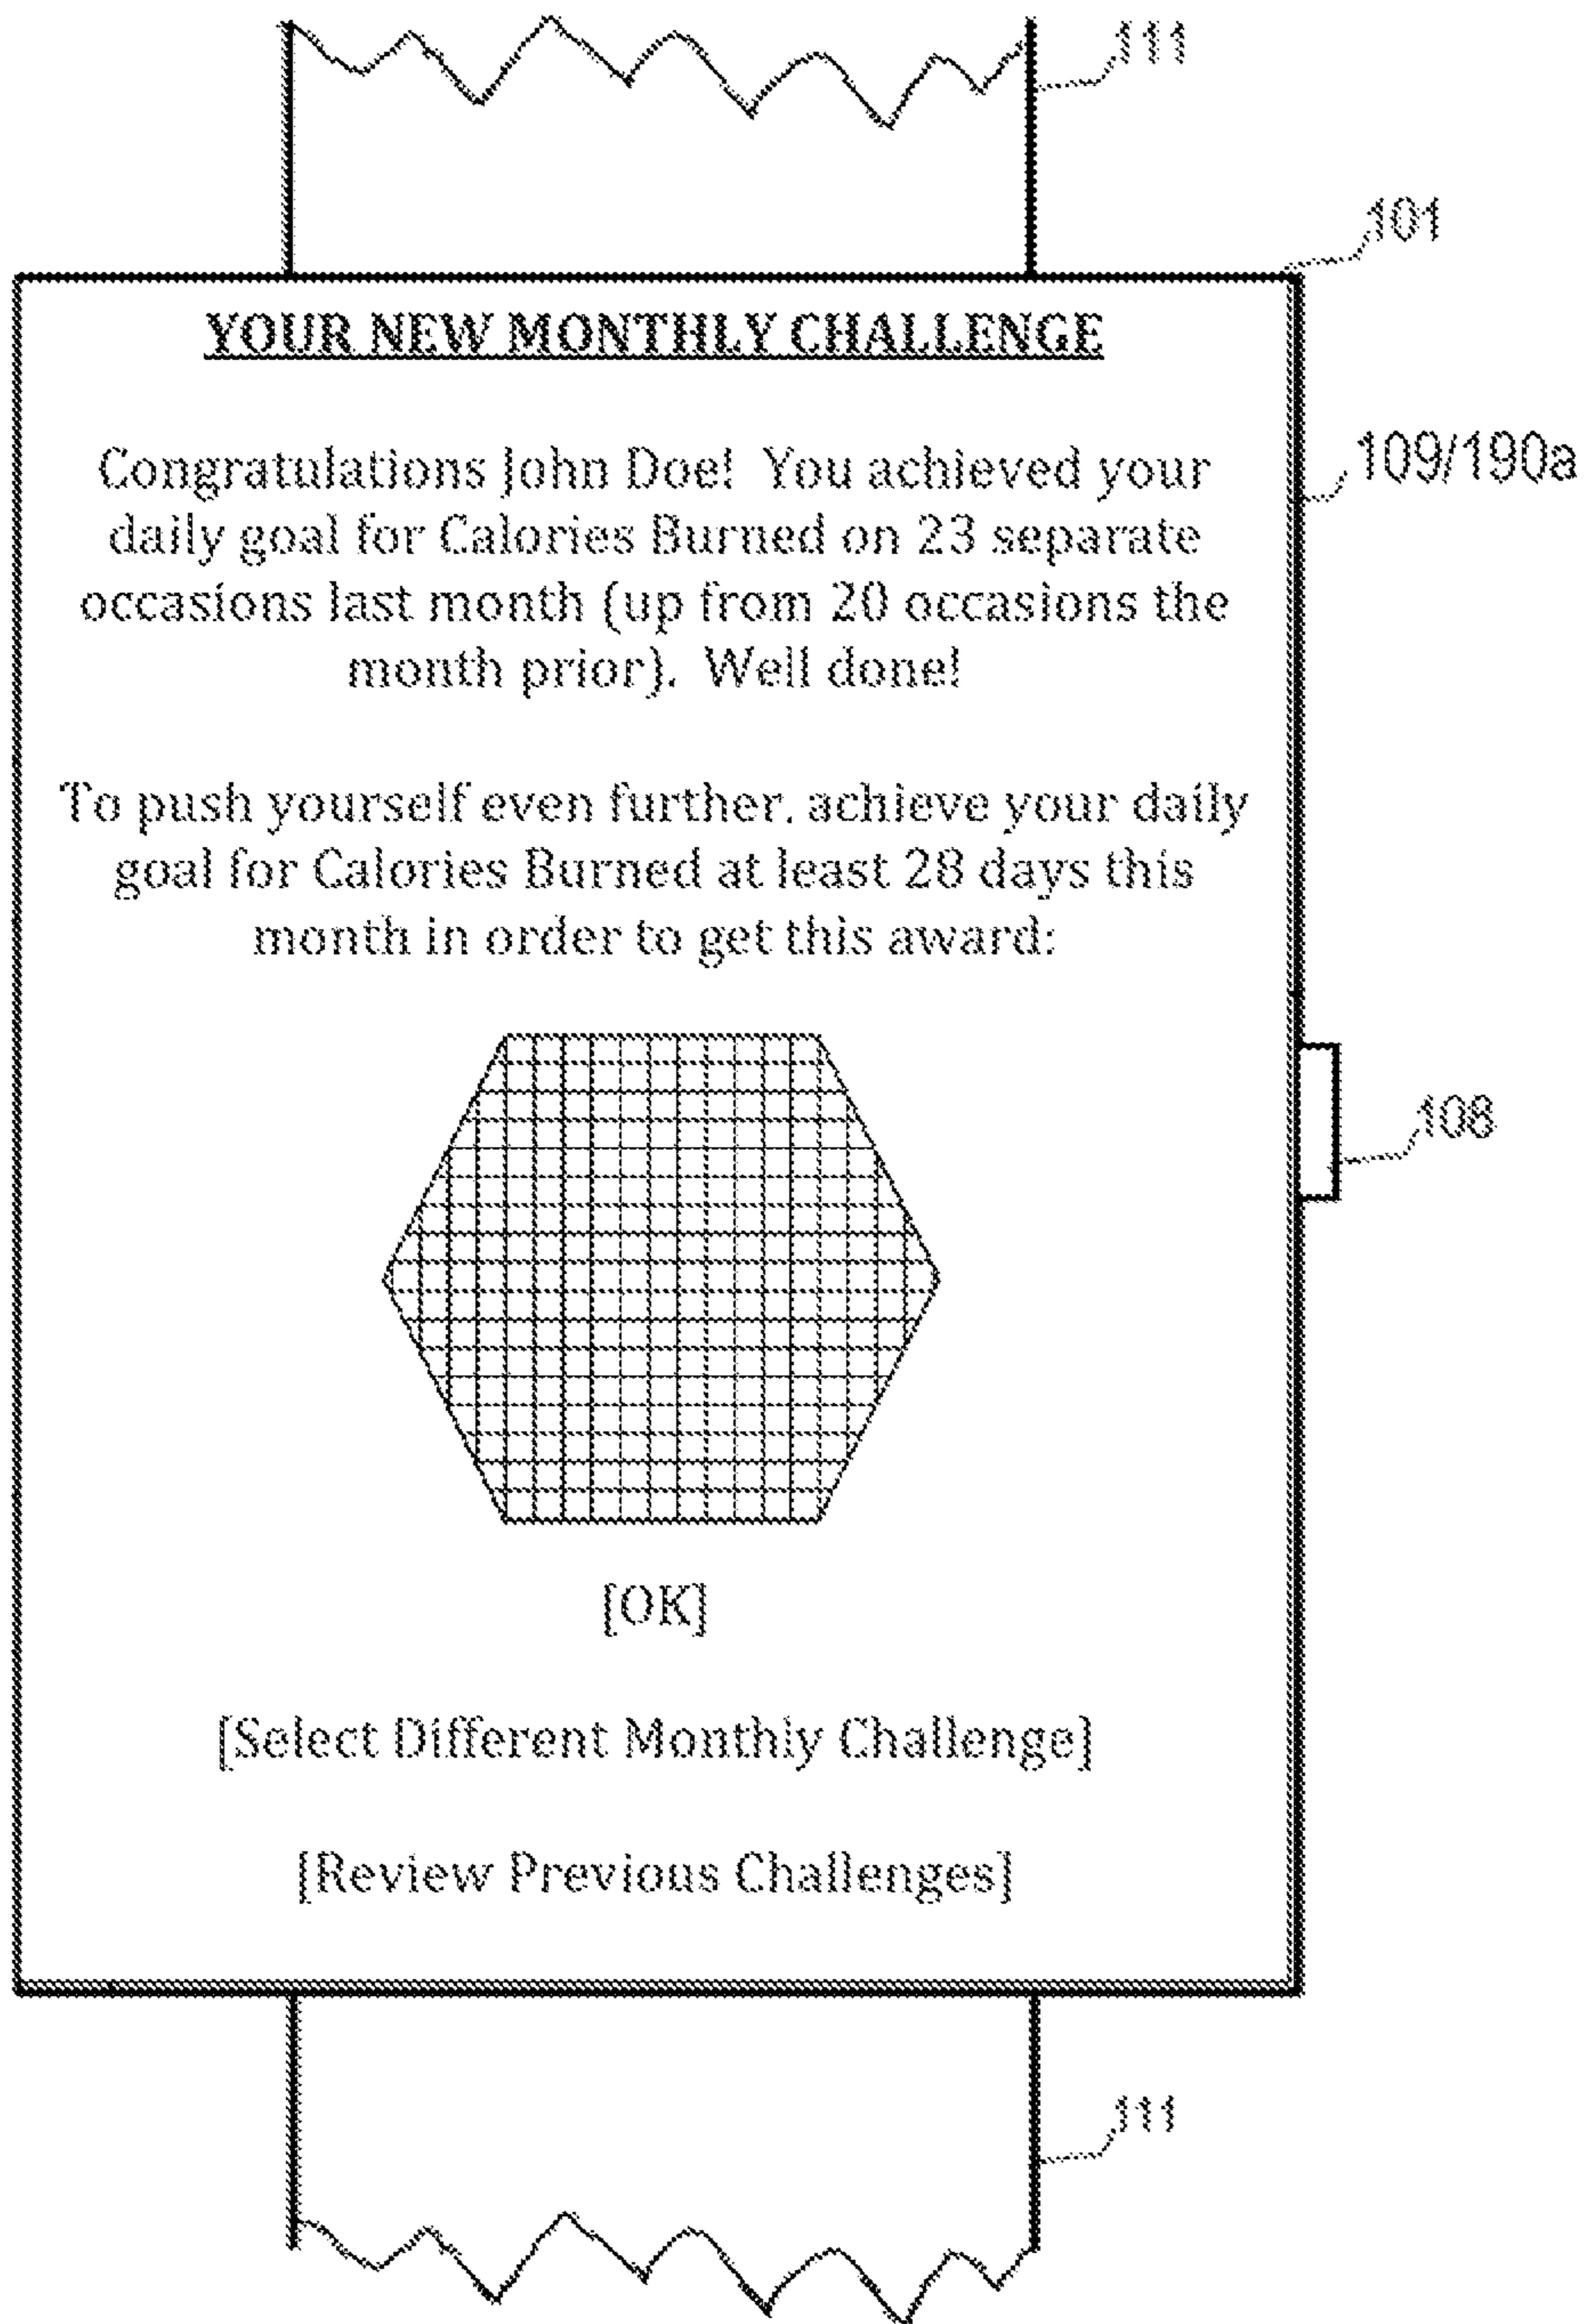 111
101
YOUR NEW MONTHLY CHALLENGE
109/190a
Congratulations John Doe!  You achieved your
daily goal for Calories Burned on 23 separate
occasions last month (up from 20 occasions the
month prior).  Well done!
To push yourself even further, achieve your daily
goal for Calories Burned at least 28 days this
month in order to get this award:
108
[OK]
[Select Different Monthly Challenge]
[Review Previous Challenges]
111